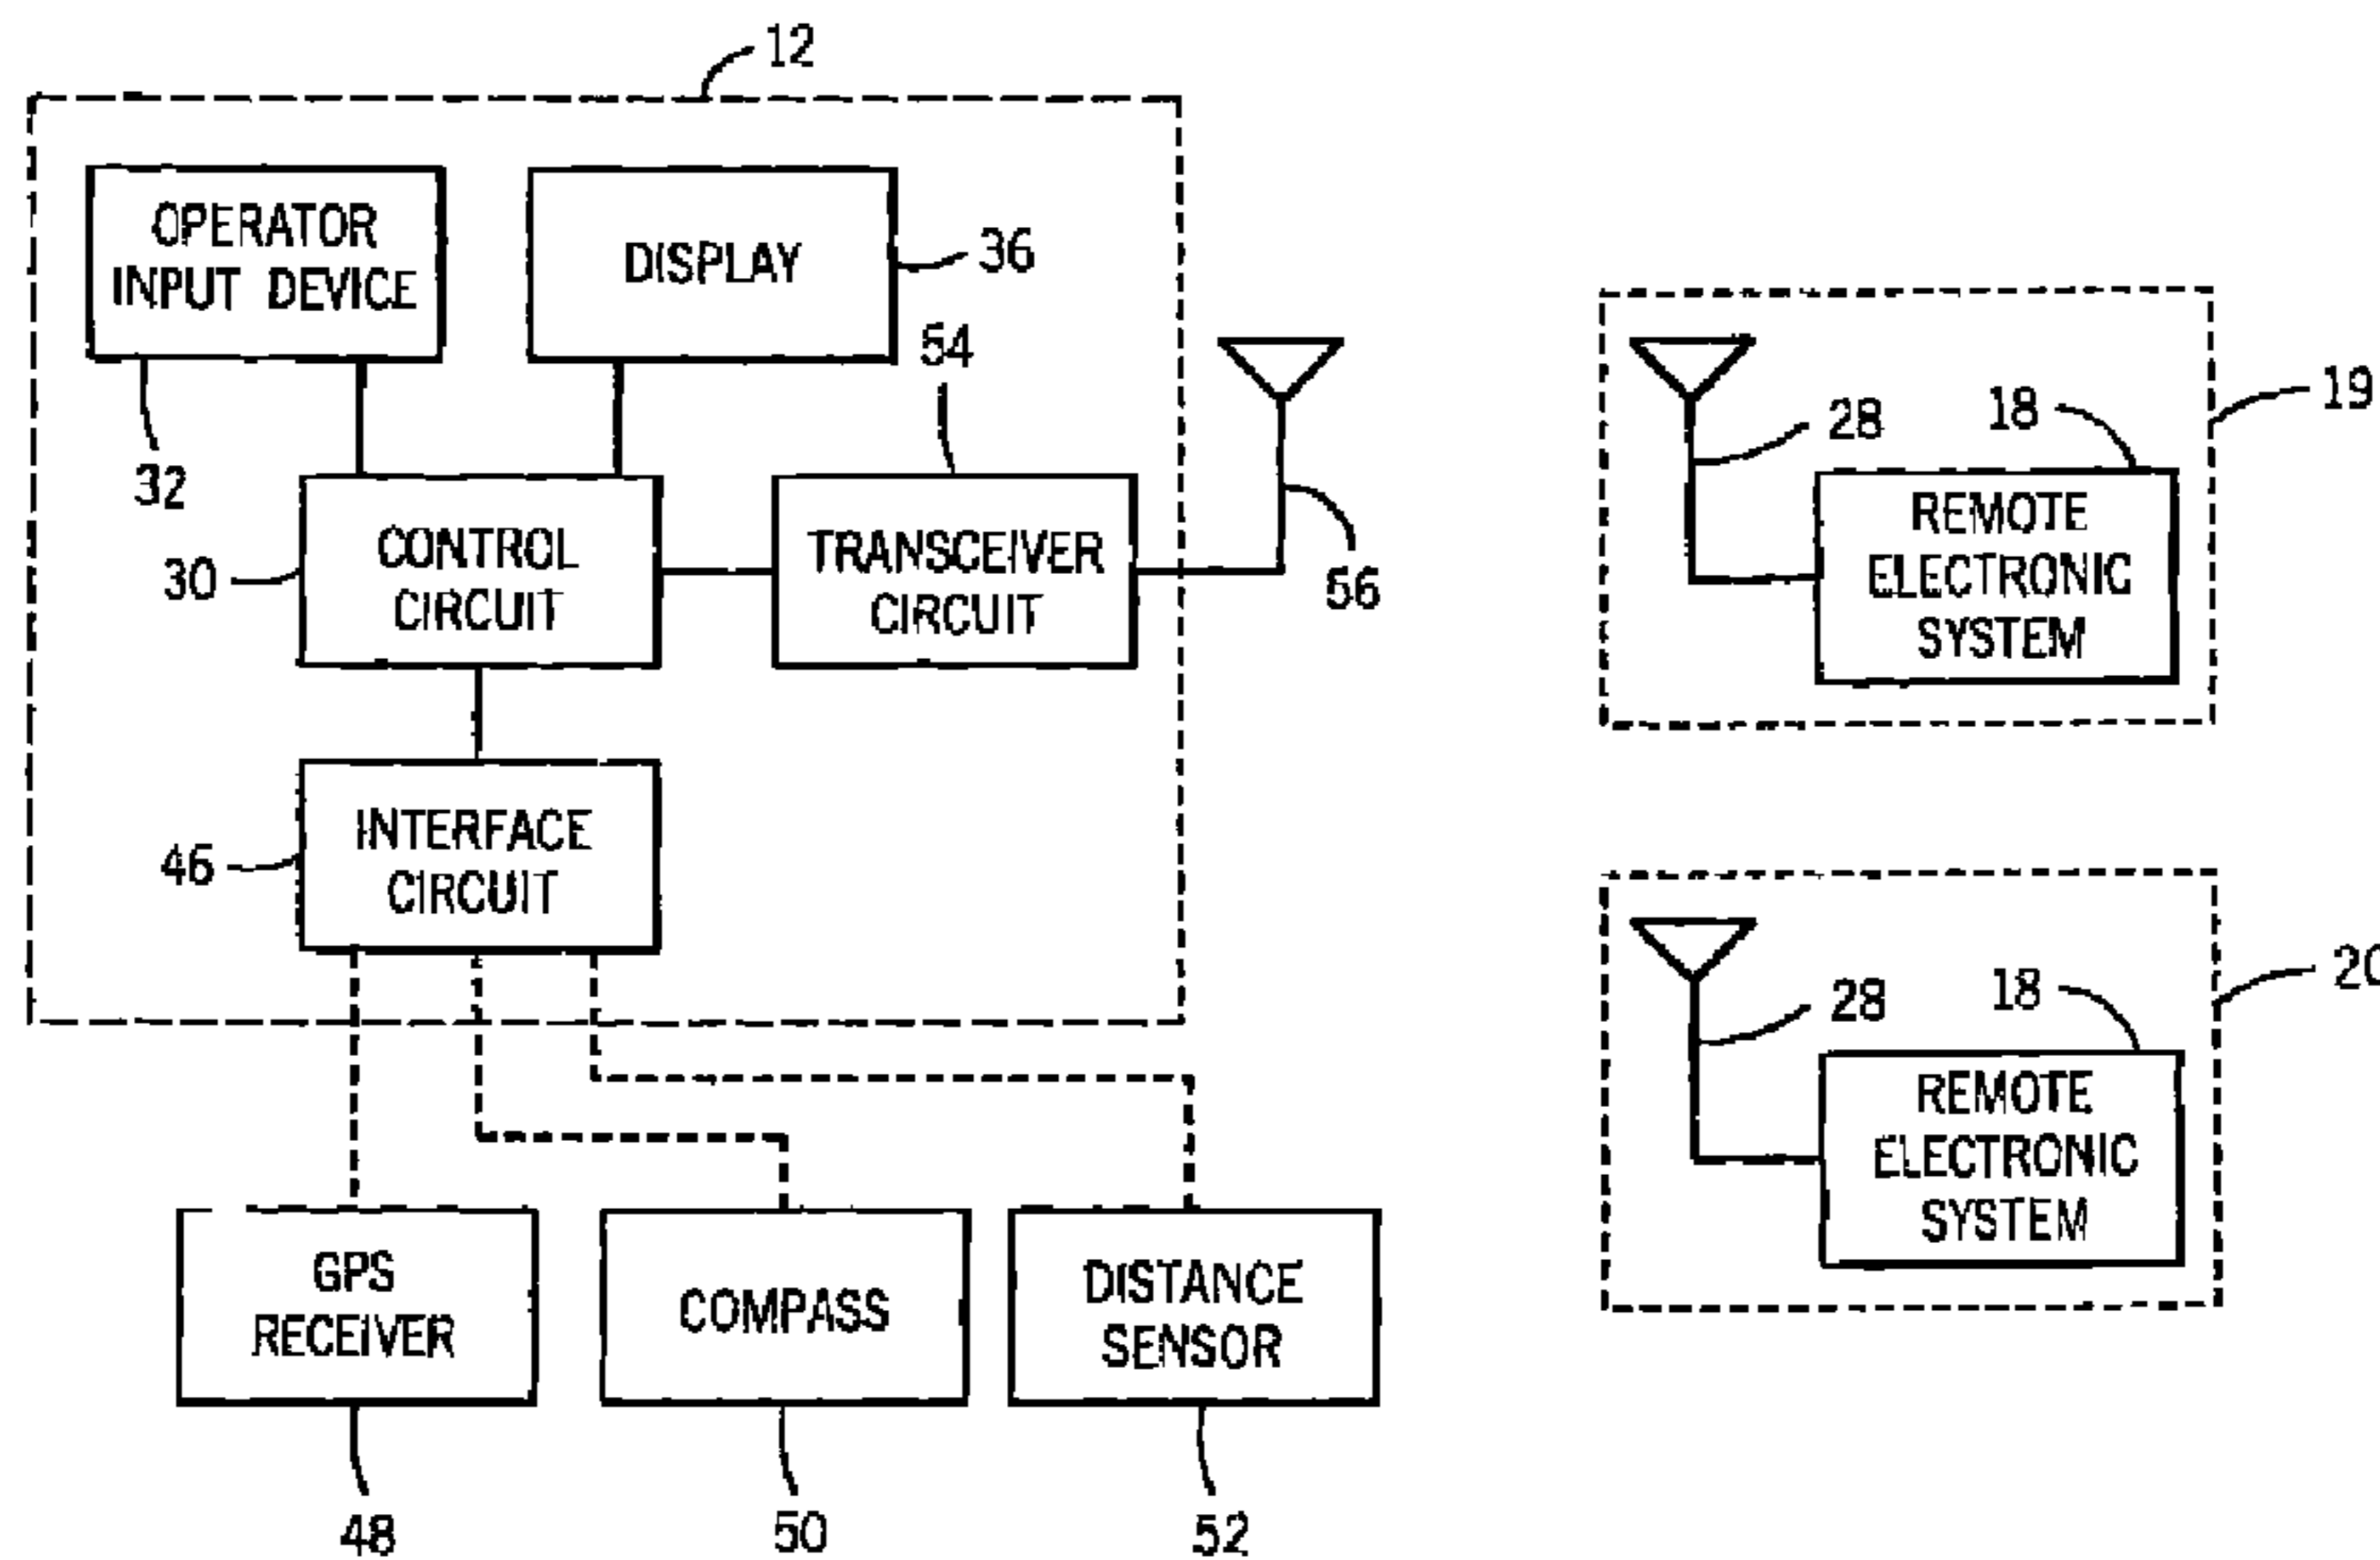 12
OPERATOR
INPUT DEVICE
DISPLAY
36
54
32
30
CONTROL
CIRCUIT
TRANSCEIVER
CIRCUIT
56
46
INTERFACE
CIRCUIT
GPS
RECEIVER
COMPASS
DISTANCE
SENSOR
48
50
52
28
18
19
REMOTE
ELECTRONIC
SYSTEM
28
18
20
REMOTE
ELECTRONIC
SYSTEM